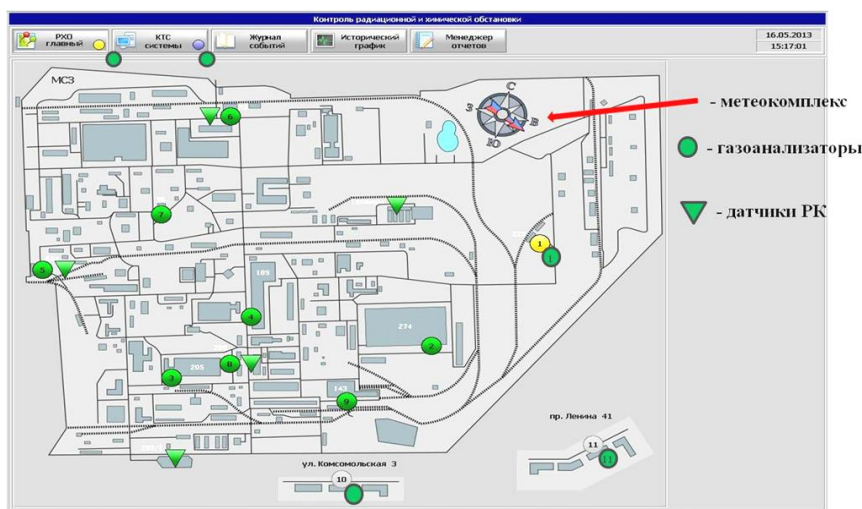 Контроль радиационной и химической обстановки
РХО
главный
КТС
системы
Журнал
событий
Исторический
график
Менеджер
отчетов
16.05.2013
15:17:01
МСЗ
С
В
Ю
З
- метеокомплекс
- газоанализаторы
- датчики РК
6
7
1
1
5
189
4
274
2
205
8
3
143
9
пр. Ленина 41
11
11
ул. Комсомольская 3
10